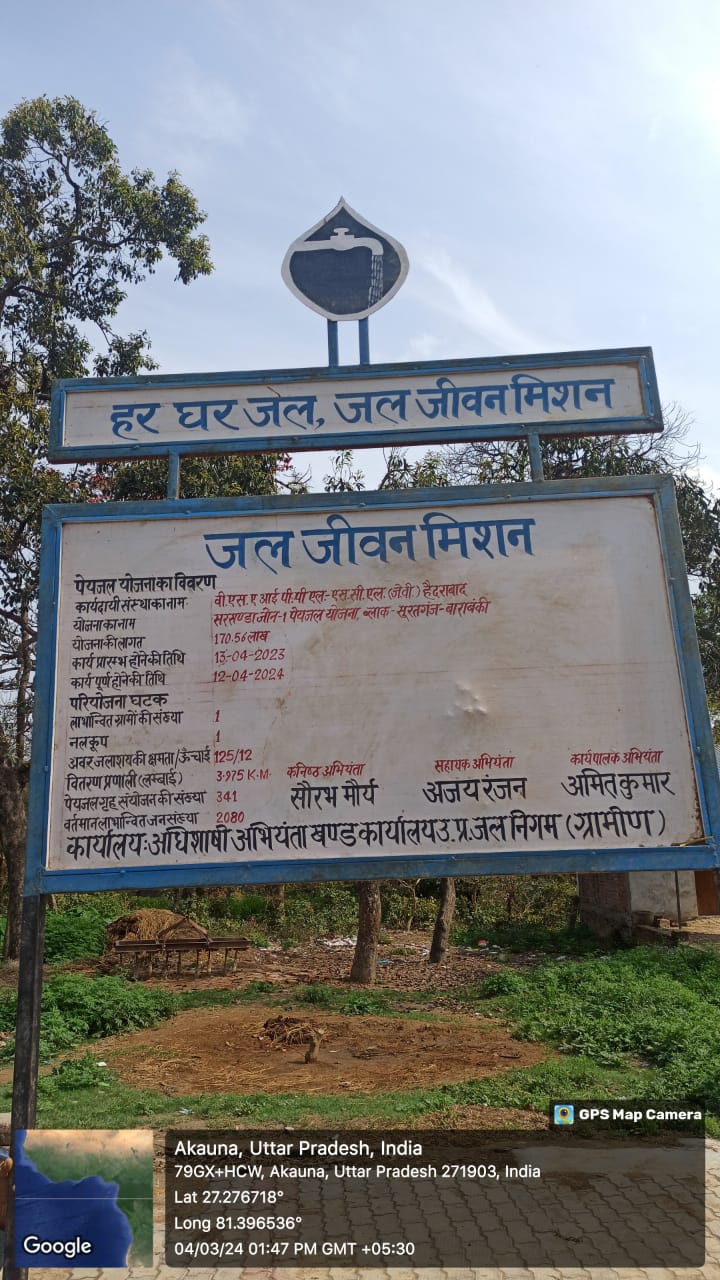 हर घर जल, जल जीवन मिशन
जल जीवन मिशन
पेयजल योजना का विवरण
कार्यदायी संस्था का नाम वी.एस.ए आई पी.पी एल.-एस.सी.एल.(जेवी.) हैदराबाद
योजना का नाम सरसण्डा जोन-1 पेयजल योजना, ब्लाक-सूरतगंज-बाराबंकी
योजना की लागत 170.56 लाख
कार्य प्रारम्भ होने की तिथि 13-04-2023
कार्य पूर्ण होने की तिथि 12-04-2024
परियोजना घटक
लाभान्वित ग्रामों की संख्या 1
नलकूप 1
अवर जलाशय की क्षमता/ऊँचाई 125/12
वितरण प्रणाली (लम्बाई) 3.975 K.M.
पेयजल गृह संयोजन की संख्या 341
वर्तमान लाभान्वित जन संख्या 2080
कनिष्ठ अभियंता सहायक अभियंता कार्यपालक अभियंता
सौरभ मौर्य अजय रंजन अमित कुमार
कार्यालय:अधिशाषी अभियंता खण्ड कार्यालय उ.प्र.जल निगम (ग्रामीण)
GPS Map Camera
Akauna, Uttar Pradesh, India
79GX+HCW, Akauna, Uttar Pradesh 271903, India
Lat 27.276718°
Long 81.396536°
04/03/24 01:47 PM GMT +05:30
Google